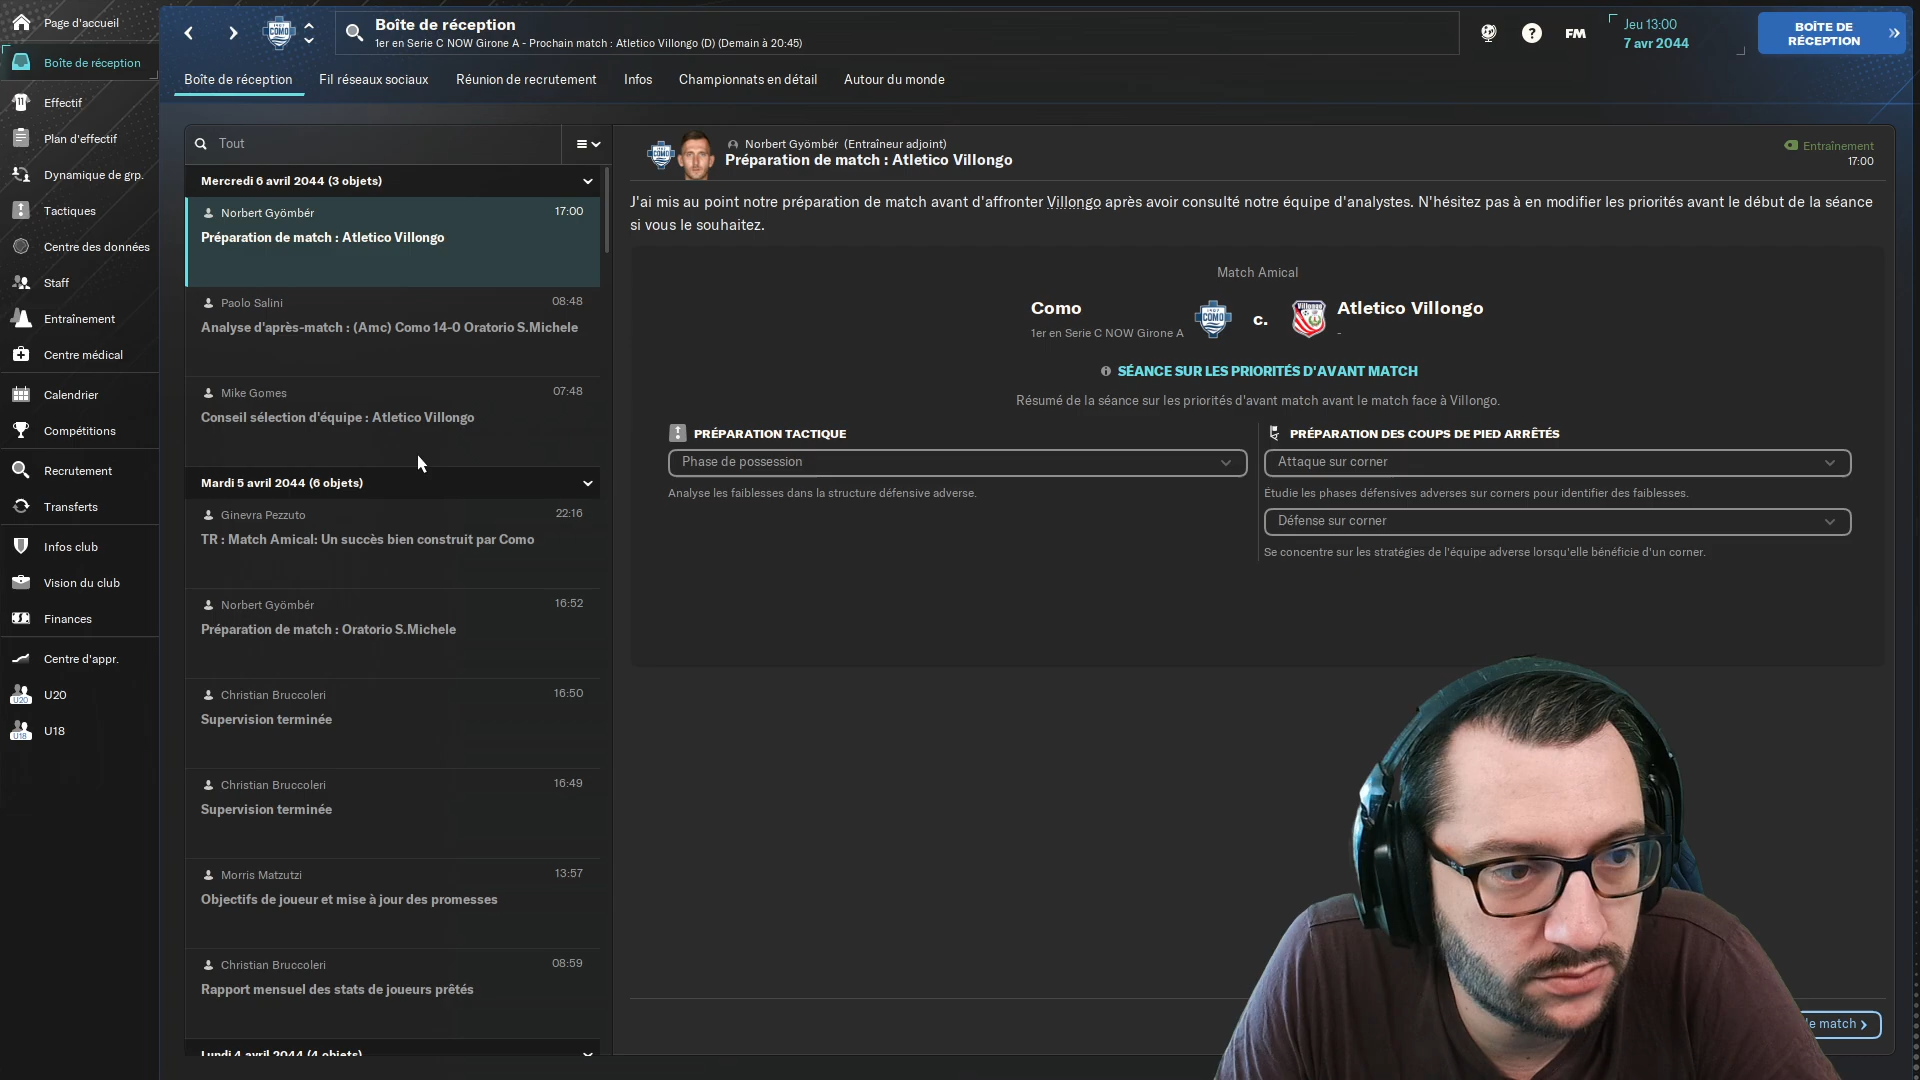 Page d'accueil
Boîte de réception
Effectif
Plan d'effectif
Dynamique de grp.
Tactiques
Centre des données
Staff
Entraînement
Centre médical
Calendrier
Compétitions
Recrutement
Transferts
Infos club
Vision du club
Finances
Centre d'appr.
U20
U18
Boîte de réception
1er en Serie C NOW Girone A - Prochain match : Atletico Villongo (D) (Demain à 20:45)
FM
Jeu 13:00
7 avr 2044
BOÎTE DE
RÉCEPTION
Boîte de réception
Fil réseaux sociaux
Réunion de recrutement
Infos
Championnats en détail
Autour du monde
Tout
Mercredi 6 avril 2044 (3 objets)
Norbert Gyömbér 17:00
Préparation de match : Atletico Villongo
Paolo Salini 08:48
Analyse d'après-match : (Amc) Como 14-0 Oratorio S.Michele
Mike Gomes 07:48
Conseil sélection d'équipe : Atletico Villongo
Mardi 5 avril 2044 (6 objets)
Ginevra Pezzuto 22:16
TR : Match Amical: Un succès bien construit par Como
Norbert Gyömbér 16:52
Préparation de match : Oratorio S.Michele
Christian Bruccoleri 16:50
Supervision terminée
Christian Bruccoleri 16:49
Supervision terminée
Morris Matzutzi 13:57
Objectifs de joueur et mise à jour des promesses
Christian Bruccoleri 08:59
Rapport mensuel des stats de joueurs prêtés
Lundi 4 avril 2044 (4 objets)
Norbert Gyömbér (Entraîneur adjoint)
Préparation de match : Atletico Villongo
Entraînement
17:00
J'ai mis au point notre préparation de match avant d'affronter Villongo après avoir consulté notre équipe d'analystes. N'hésitez pas à en modifier les priorités avant le début de la séance
si vous le souhaitez.
Match Amical
Como
1er en Serie C NOW Girone A
c.
Atletico Villongo
-
SÉANCE SUR LES PRIORITÉS D'AVANT MATCH
Résumé de la séance sur les priorités d'avant match avant le match face à Villongo.
PRÉPARATION TACTIQUE
Phase de possession
Analyse les faiblesses dans la structure défensive adverse.
PRÉPARATION DES COUPS DE PIED ARRÊTÉS
Attaque sur corner
Étudie les phases défensives adverses sur corners pour identifier des faiblesses.
Défense sur corner
Se concentre sur les stratégies de l'équipe adverse lorsqu'elle bénéficie d'un corner.
le match